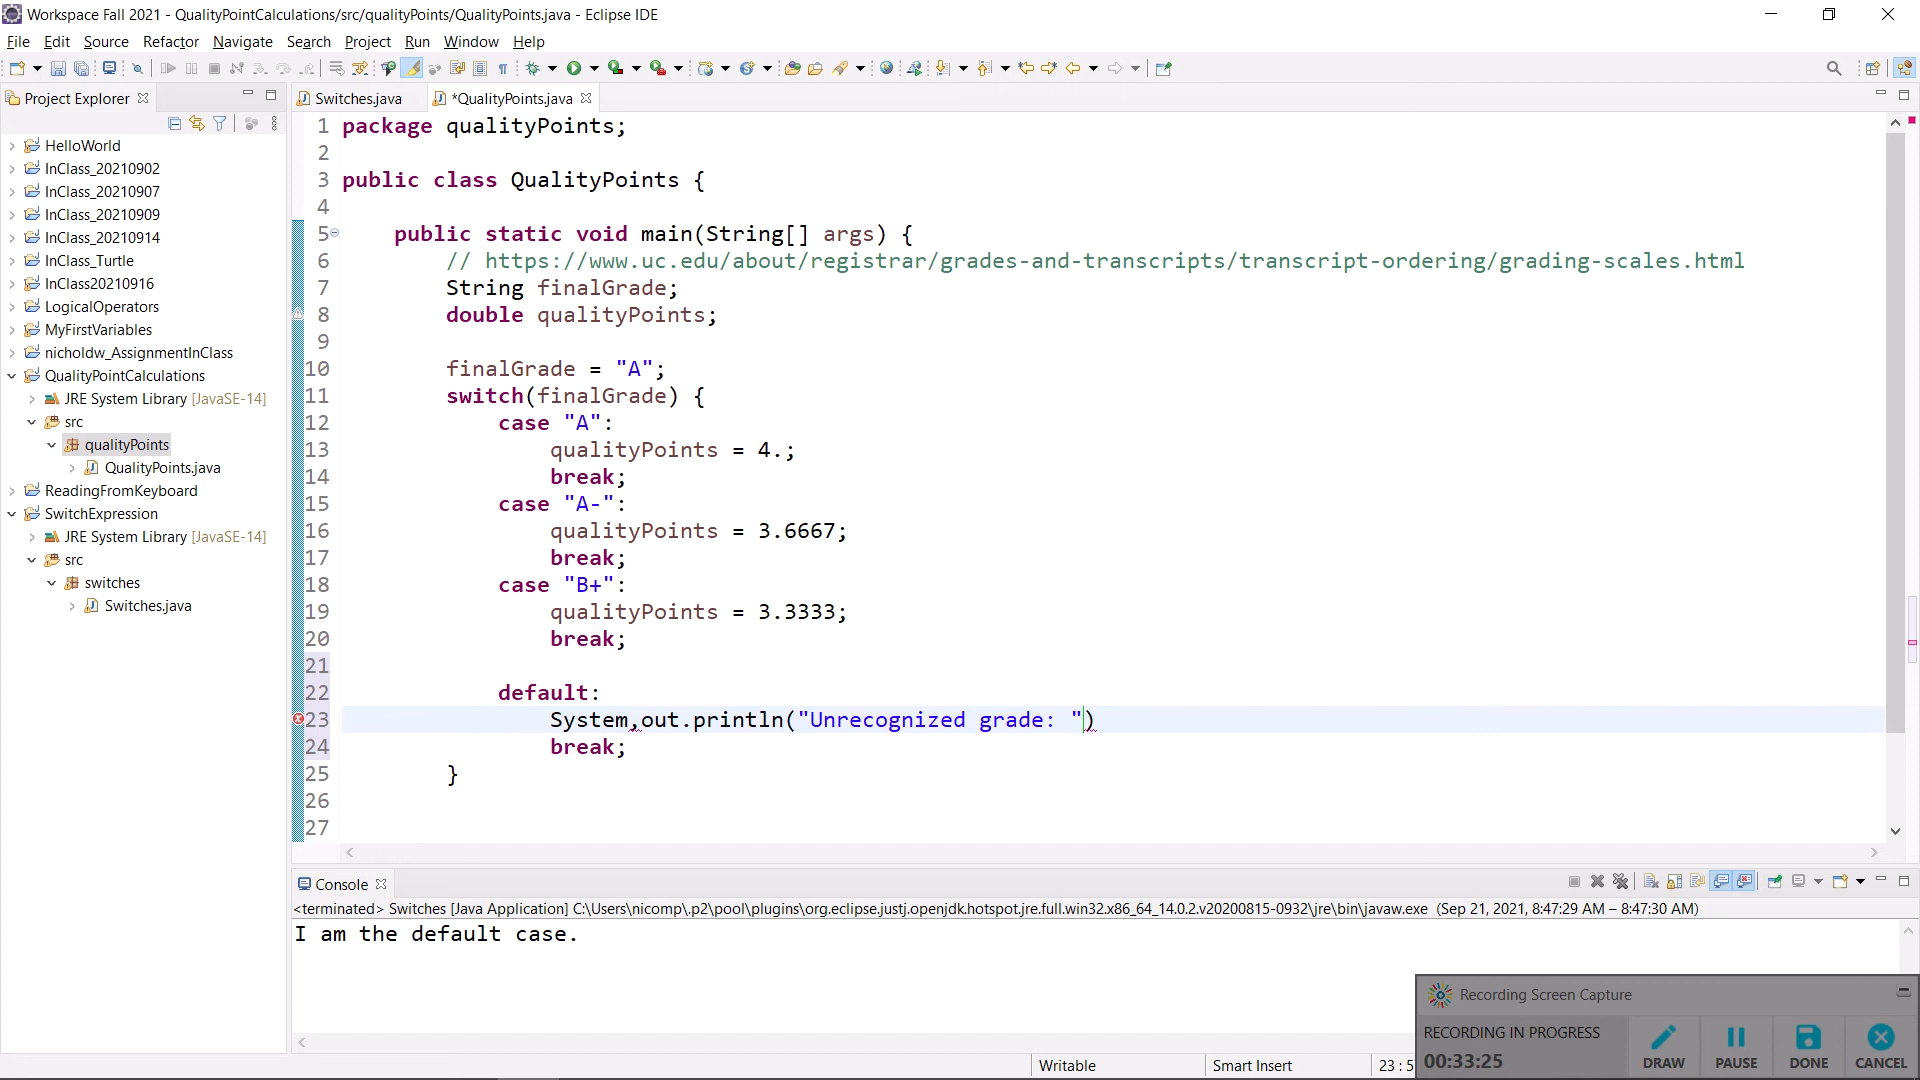 Workspace Fall 2021 - QualityPointCalculations/src/qualityPoints/QualityPoints.java - Eclipse IDE
File Edit Source Refactor Navigate Search Project Run Window Help
Project Explorer
HelloWorld
InClass_20210902
InClass_20210907
InClass_20210909
InClass_20210914
InClass_Turtle
InClass20210916
LogicalOperators
MyFirstVariables
nicholdw_AssignmentInClass
QualityPointCalculations
JRE System Library [JavaSE-14]
src
qualityPoints
QualityPoints.java
ReadingFromKeyboard
SwitchExpression
JRE System Library [JavaSE-14]
src
switches
Switches.java
Switches.java *QualityPoints.java
1 package qualityPoints;
2
3 public class QualityPoints {
4
5 public static void main(String[] args) {
6 // https://www.uc.edu/about/registrar/grades-and-transcripts/transcript-ordering/grading-scales.html
7 String finalGrade;
8 double qualityPoints;
9
10 finalGrade = "A";
11 switch(finalGrade) {
12 case "A":
13 qualityPoints = 4.;
14 break;
15 case "A-":
16 qualityPoints = 3.6667;
17 break;
18 case "B+":
19 qualityPoints = 3.3333;
20 break;
21
22 default:
23 System,out.println("Unrecognized grade: ")
24 break;
25 }
26
27
Console
<terminated> Switches [Java Application] C:\Users\nicomp\.p2\pool\plugins\org.eclipse.justj.openjdk.hotspot.jre.full.win32.x86_64_14.0.2.v20200815-0932\jre\bin\javaw.exe (Sep 21, 2021, 8:47:29 AM – 8:47:30 AM)
I am the default case.
Writable Smart Insert 23 : 5
Recording Screen Capture
RECORDING IN PROGRESS
00:33:25
DRAW PAUSE DONE CANCEL